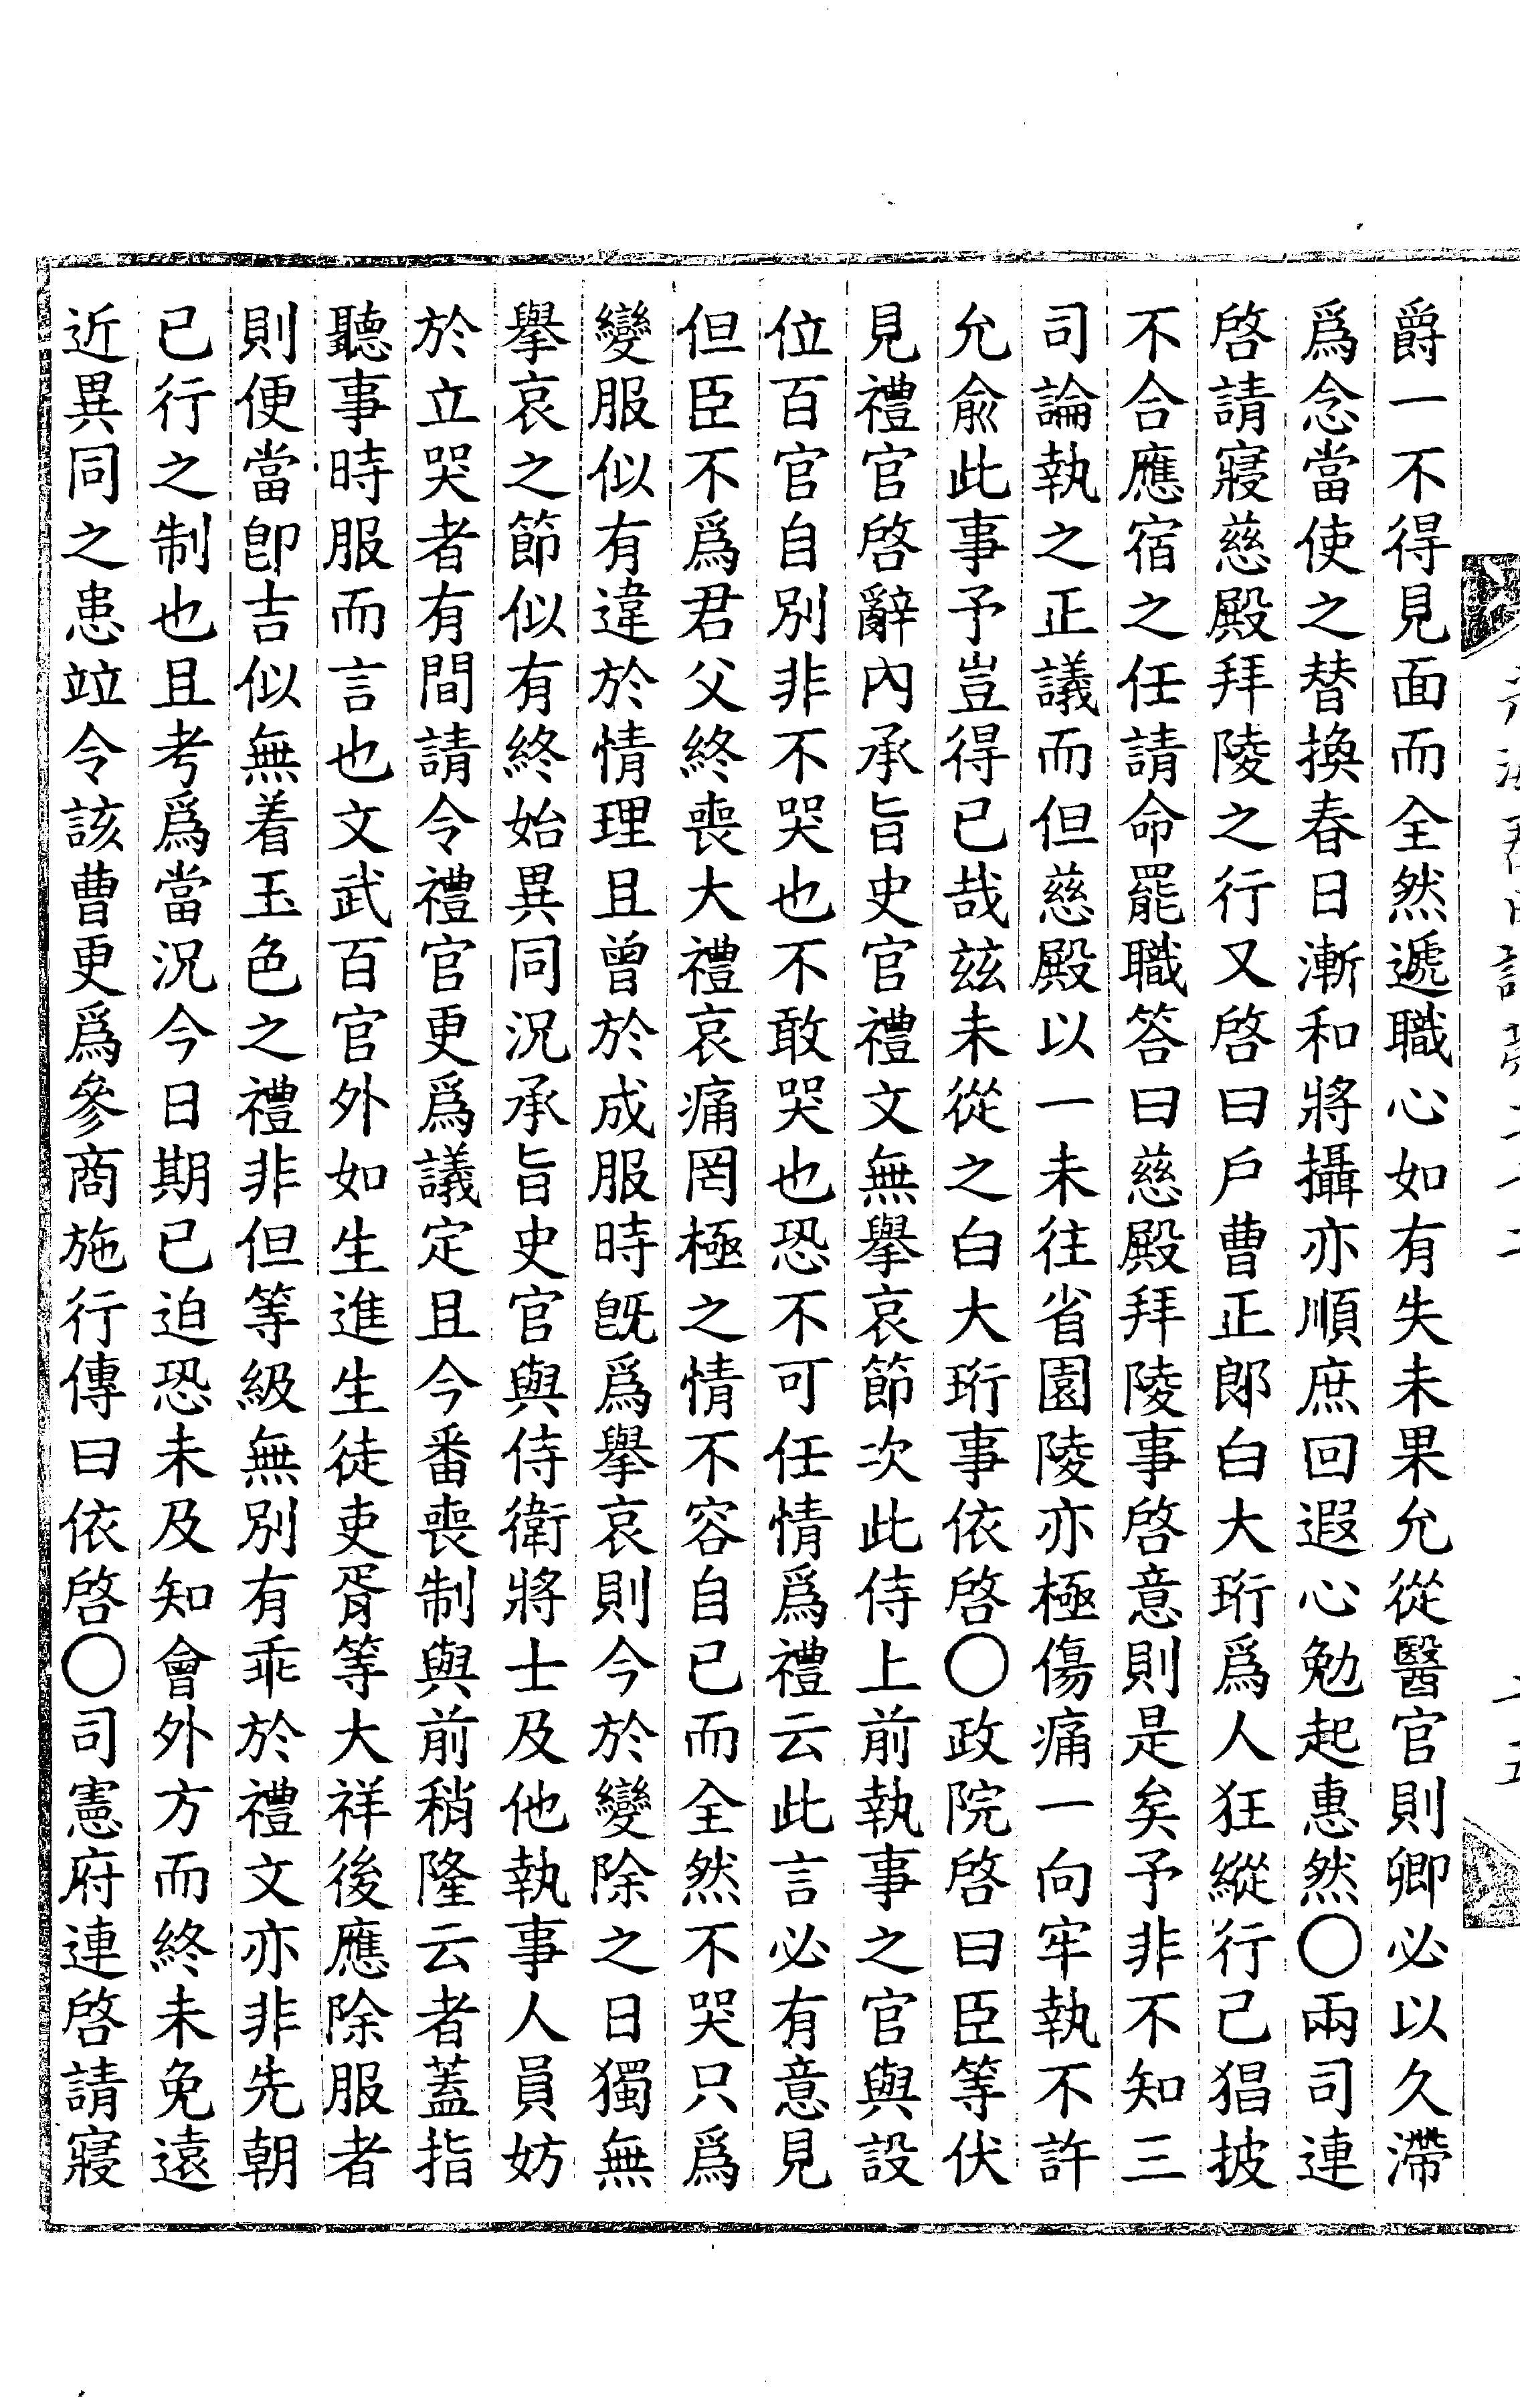 爵一不得見面而全然遞職心如有失未果允從醫官則卿必以久滯
爲念當使之替換春日漸和將攝亦順庶回遐心勉起惠然○兩司連
啓請寢慈殿拜陵之行又啓曰戶曹正郞白大珩爲人狂縱行己猖披
不合應宿之任請命罷職答曰慈殿拜陵事啓意則是矣予非不知三
司論執之正議而但慈殿以一未往省園陵亦極傷痛一向牢執不許
允兪此事予豈得已哉玆未從之白大珩事依啓○政院啓曰臣等伏
見禮官啓辭內承旨史官禮文無擧哀節次此侍上前執事之官與設
位百官自別非不哭也不敢哭也恐不可任情爲禮云此言必有意見
但臣不爲君父終喪大禮哀痛罔極之情不容自已而全然不哭只爲
變服似有違於情理且曾於成服時旣爲擧哀則今於變除之日獨無
擧哀之節似有終始異同況承旨史官與侍衛將士及他執事人員妨
於立哭者有間請令禮官更爲議定且今番喪制與前稍隆云者蓋指
聽事時服而言也文武百官外如生進生徒吏胥等大祥後應除服者
則便當卽吉似無着玉色之禮非但等級無別有乖於禮文亦非先朝
已行之制也且考爲當況今日期已迫恐未及知會外方而終未免遠
近異同之患竝令該曹更爲參商施行傳曰依啓○司憲府連啓請寢